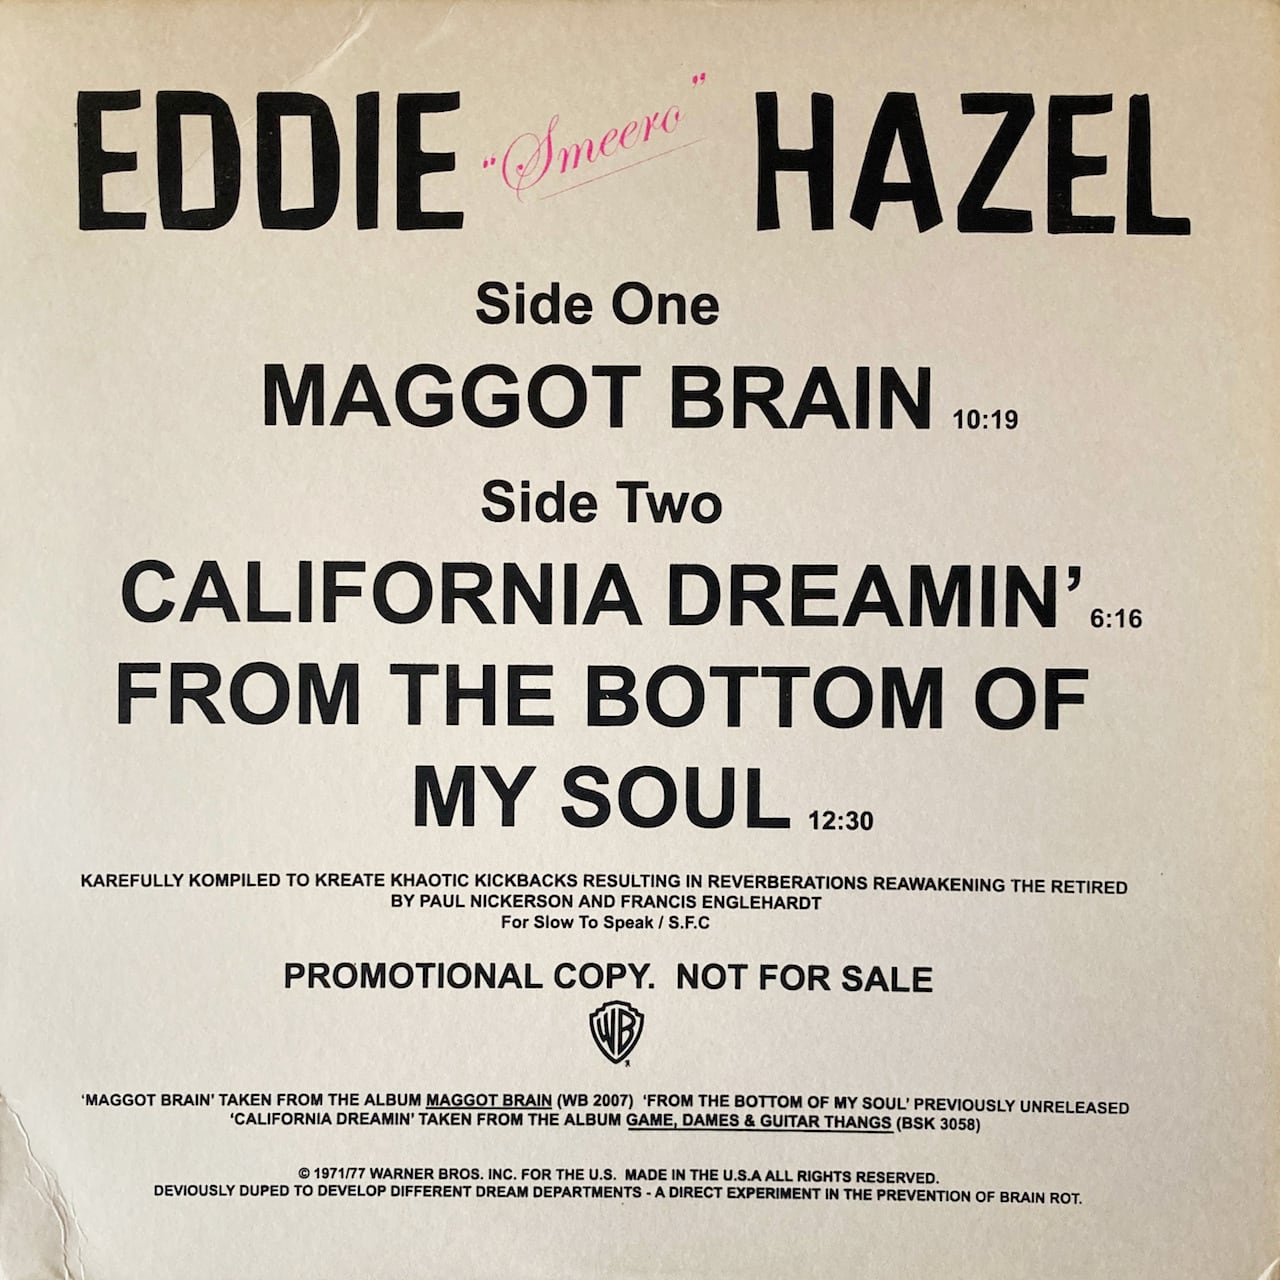 EDDIE "Smeero" HAZEL
Side One
MAGGOT BRAIN 10:19
Side Two
CALIFORNIA DREAMIN’ 6:16
FROM THE BOTTOM OF
MY SOUL 12:30
KAREFULLY KOMPILED TO KREATE KHAOTIC KICKBACKS RESULTING IN REVERBERATIONS REAWAKENING THE RETIRED
BY PAUL NICKERSON AND FRANCIS ENGLEHARDT
For Slow To Speak / S.F.C
PROMOTIONAL COPY. NOT FOR SALE
WB
‘MAGGOT BRAIN’ TAKEN FROM THE ALBUM MAGGOT BRAIN (WB 2007) ‘FROM THE BOTTOM OF MY SOUL’ PREVIOUSLY UNRELEASED
‘CALIFORNIA DREAMIN’ TAKEN FROM THE ALBUM GAME, DAMES & GUITAR THANGS (BSK 3058)
© 1971/77 WARNER BROS. INC. FOR THE U.S. MADE IN THE U.S.A ALL RIGHTS RESERVED.
DEVIOUSLY DUPED TO DEVELOP DIFFERENT DREAM DEPARTMENTS - A DIRECT EXPERIMENT IN THE PREVENTION OF BRAIN ROT.